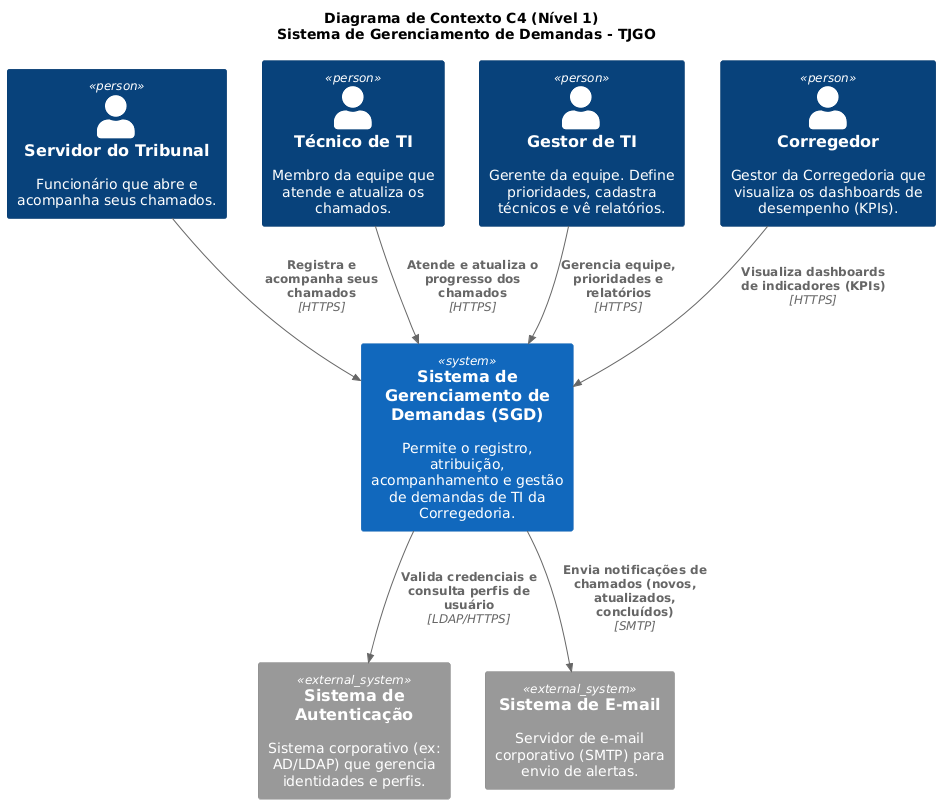 Diagrama de Contexto C4 (Nível 1)
Sistema de Gerenciamento de Demandas - TJGO
«person»
Servidor do Tribunal
Funcionário que abre e
acompanha seus chamados.
«person»
Técnico de TI
Membro da equipe que
atende e atualiza os
chamados.
«person»
Gestor de TI
Gerente da equipe. Define
prioridades, cadastra
técnicos e vê relatórios.
«person»
Corregedor
Gestor da Corregedoria que
visualiza os dashboards de
desempenho (KPIs).
Registra e
acompanha seus
chamados
[HTTPS]
Atende e atualiza o
progresso dos
chamados
[HTTPS]
Gerencia equipe,
prioridades e
relatórios
[HTTPS]
Visualiza dashboards
de indicadores (KPIs)
[HTTPS]
«system»
Sistema de
Gerenciamento de
Demandas (SGD)
Permite o registro,
atribuição,
acompanhamento e gestão
de demandas de TI da
Corregedoria.
Valida credenciais e
consulta perfis de
usuário
[LDAP/HTTPS]
Envia notificações de
chamados (novos,
atualizados,
concluídos)
[SMTP]
«external_system»
Sistema de
Autenticação
Sistema corporativo (ex:
AD/LDAP) que gerencia
identidades e perfis.
«external_system»
Sistema de E-mail
Servidor de e-mail
corporativo (SMTP) para
envio de alertas.